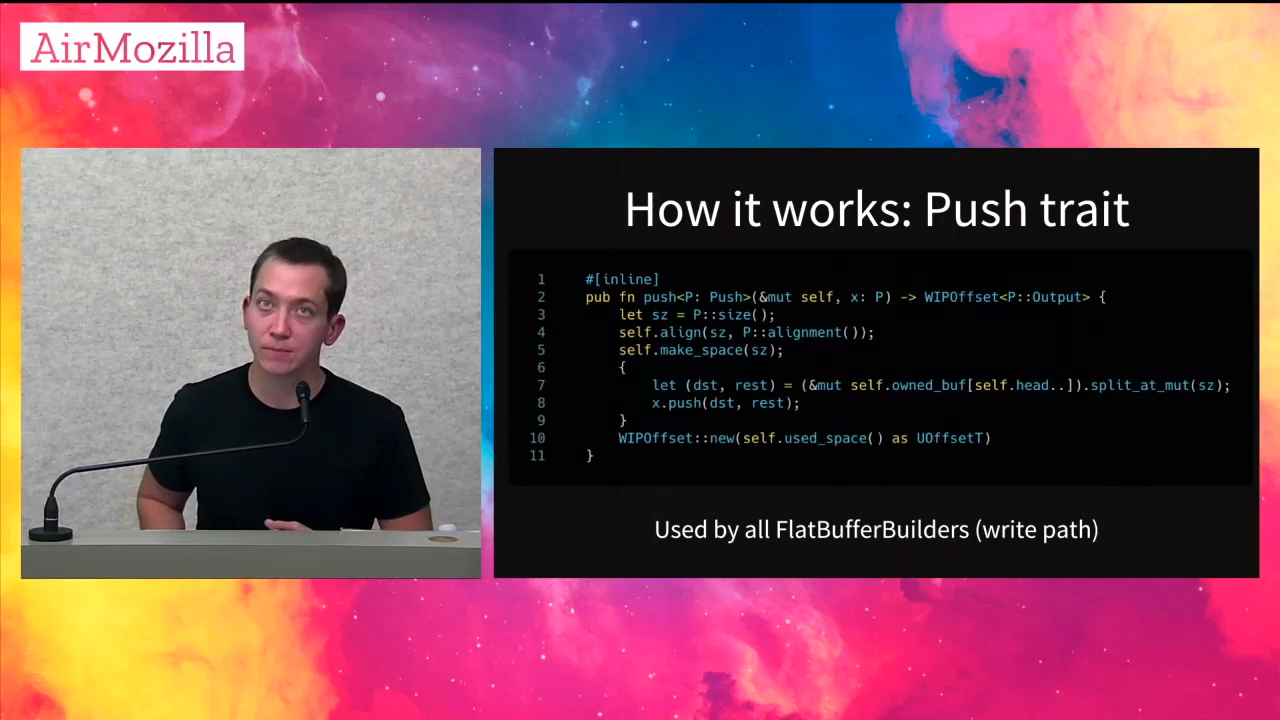 AirMozilla
How it works: Push trait
1 #[inline]
2 pub fn push<P: Push>(&mut self, x: P) -> WIPOffset<P::Output> {
3 let sz = P::size();
4 self.align(sz, P::alignment());
5 self.make_space(sz);
6 {
7 let (dst, rest) = (&mut self.owned_buf[self.head..]).split_at_mut(sz);
8 x.push(dst, rest);
9 }
10 WIPOffset::new(self.used_space() as UOffsetT)
11 }
Used by all FlatBufferBuilders (write path)